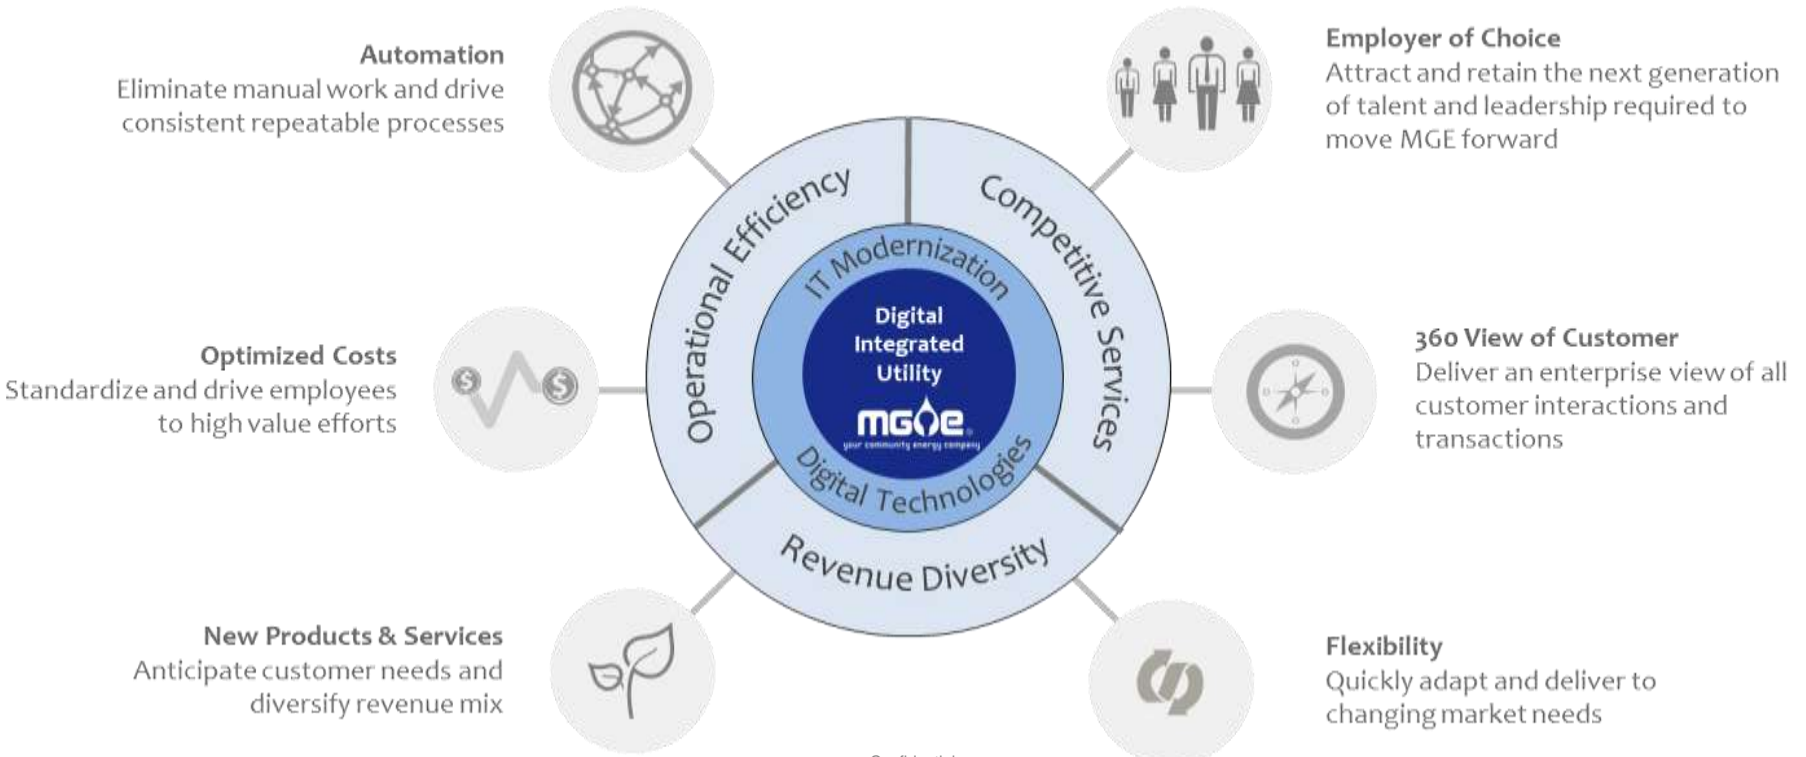 Automation
Eliminate manual work and drive
consistent repeatable processes
Employer of Choice
Attract and retain the next generation
of talent and leadership required to
move MGE forward
Operational Efficiency
Competitive Services
IT Modernization
Digital
Integrated
Utility
mge
your community energy company
Digital Technologies
Revenue Diversity
Optimized Costs
Standardize and drive employees
to high value efforts
360 View of Customer
Deliver an enterprise view of all
customer interactions and
transactions
New Products & Services
Anticipate customer needs and
diversify revenue mix
Flexibility
Quickly adapt and deliver to
changing market needs